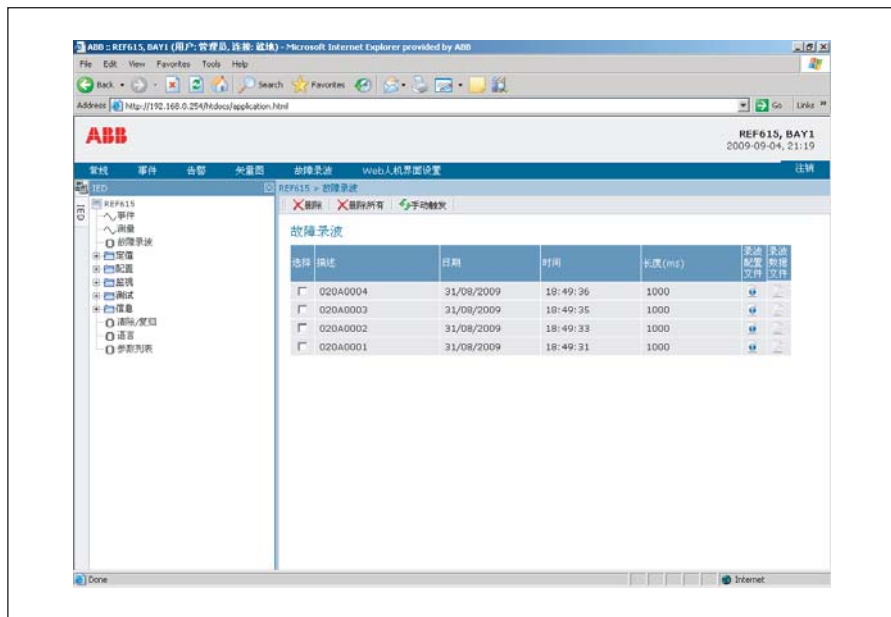 ABB :: REF615, BAY1 (用户: 管理员, 连接: 就地) - Microsoft Internet Explorer provided by ABB
File Edit View Favorites Tools Help
Back Search Favorites
Address http://192.168.0.254/htdocs/application.html Go Links
ABB
REF615, BAY1
2009-09-04, 21:19
常规 事件 告警 矢量图 故障录波 Web人机界面设置 注销
IED
IED
REF615 > 故障录波
REF615
事件
测量
故障录波
定值
配置
监视
测试
信息
清除/复归
语言
参数列表
删除 删除所有 手动触发
故障录波
选择 描述 日期 时间 长度(ms) 录波配置文件 录波数据文件
020A0004 31/08/2009 18:49:36 1000
020A0003 31/08/2009 18:49:35 1000
020A0002 31/08/2009 18:49:33 1000
020A0001 31/08/2009 18:49:31 1000
Done Internet